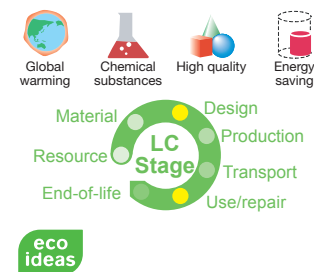 Global
warming
Chemical
substances
High quality
Energy
saving
Material
Design
Production
Resource
LC
Stage
Transport
End-of-life
Use/repair
eco
ideas